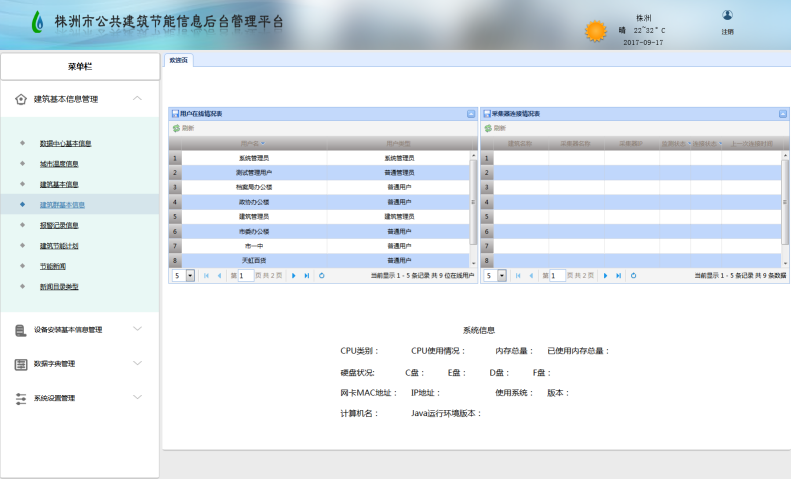 株洲市公共建筑节能信息后台管理平台
株洲
晴 22~32°C
2017-09-17
注销
菜单栏
欢迎页
建筑基本信息管理
数据中心基本信息
城市温度信息
建筑基本信息
建筑群基本信息
报警记录信息
建筑节能计划
节能新闻
新闻目录类型
设备安装基本信息管理
数据字典管理
系统设置管理
用户在线情况表
刷新
用户名 用户类型
1 系统管理员 系统管理员
2 测试管理用户 普通管理员
3 档案局办公楼 普通用户
4 政协办公楼 普通用户
5 建筑管理员 建筑管理员
6 市委办公楼 普通用户
7 市一中 普通用户
8 天虹百货 普通用户
5 第 1 页 共 2 页 当前显示 1 - 5 条记录 共 9 位在线用户
采集器连接情况表
刷新
建筑名称 采集器名称 采集器IP 监测状态 连接状态 上一次连接时间
1
2
3
4
5
6
7
8
5 第 1 页 共 2 页 当前显示 1 - 5 条记录 共 9 条数据
系统信息
CPU类别： CPU使用情况： 内存总量： 已使用内存总量：
硬盘状况: C盘： E盘： D盘： F盘：
网卡MAC地址： IP地址： 使用系统： 版本：
计算机名： Java运行环境版本：